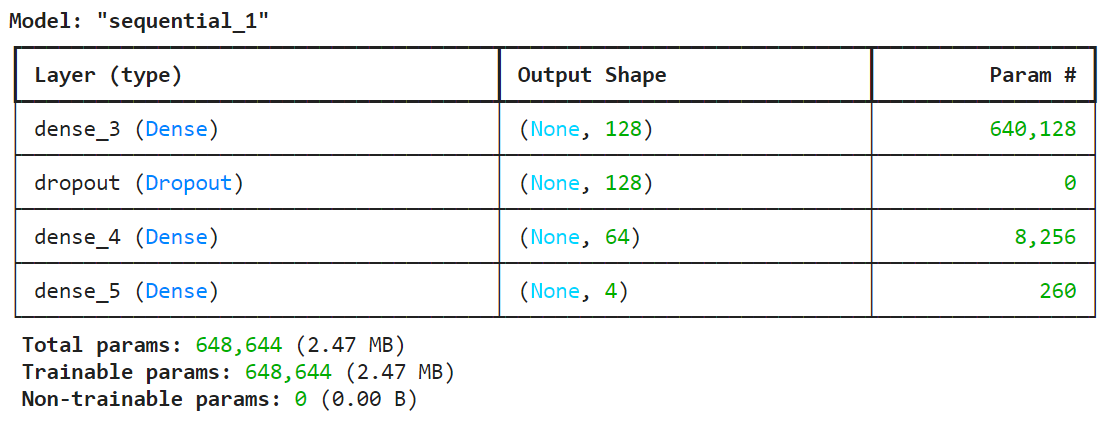 Model: "sequential_1"
Layer (type) Output Shape Param #
dense_3 (Dense) (None, 128) 640,128
dropout (Dropout) (None, 128) 0
dense_4 (Dense) (None, 64) 8,256
dense_5 (Dense) (None, 4) 260
Total params: 648,644 (2.47 MB)
Trainable params: 648,644 (2.47 MB)
Non-trainable params: 0 (0.00 B)